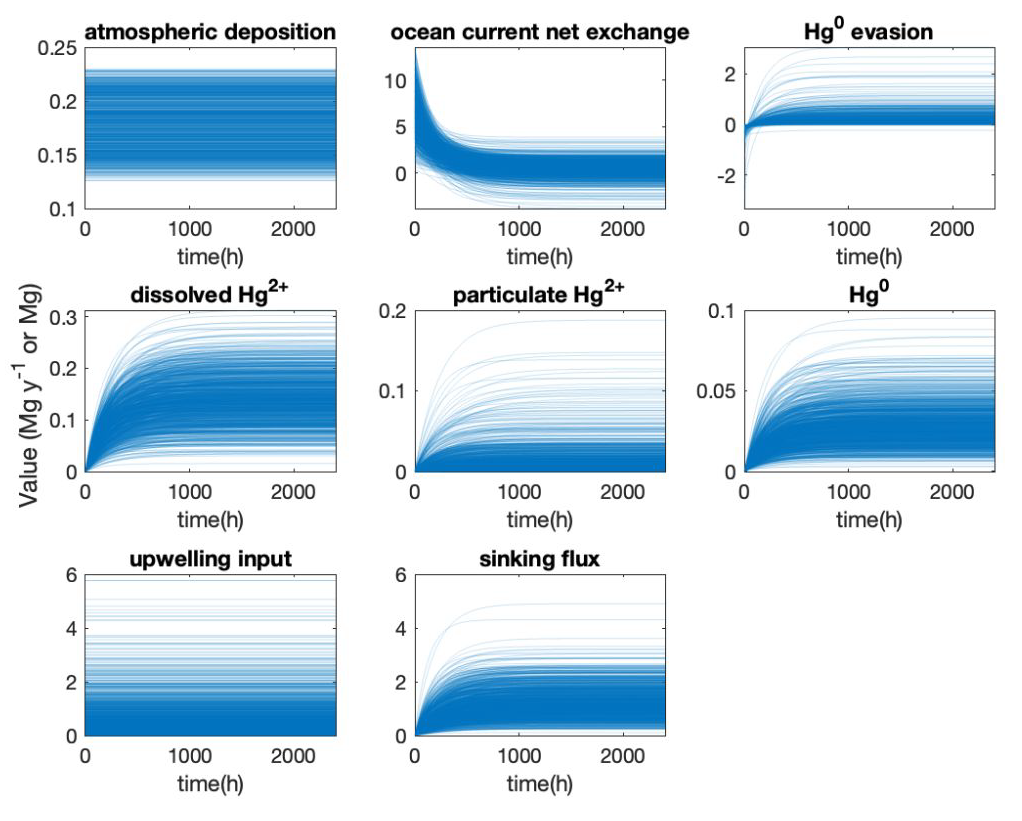 atmospheric deposition
0.25
0.2
0.15
0.1
0 1000 2000
time(h)
ocean current net exchange
10
5
0
0 1000 2000
time(h)
Hg⁰ evasion
2
0
-2
0 1000 2000
time(h)
Value (Mg y⁻¹ or Mg)
dissolved Hg²⁺
0.3
0.2
0.1
0
0 1000 2000
time(h)
particulate Hg²⁺
0.2
0.1
0
0 1000 2000
time(h)
Hg⁰
0.1
0.05
0
0 1000 2000
time(h)
upwelling input
6
4
2
0
0 1000 2000
time(h)
sinking flux
6
4
2
0
0 1000 2000
time(h)